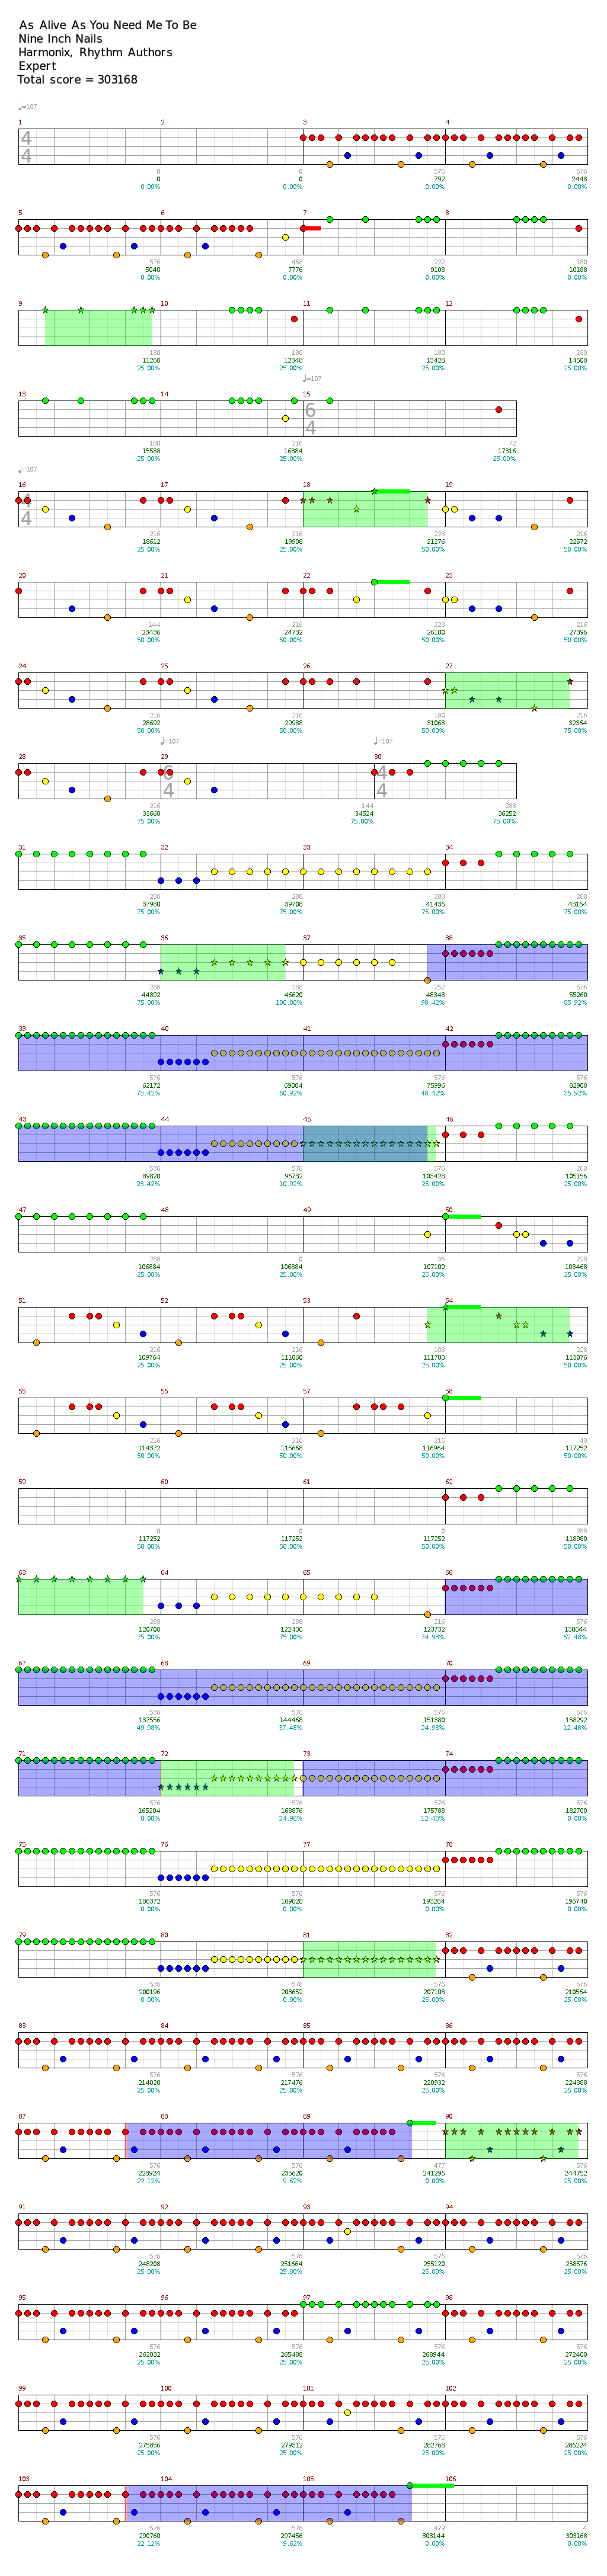 As Alive As You Need Me To Be
Nine Inch Nails
Harmonix, Rhythm Authors
Expert
Total score = 303168
♩=107
1 2 3 4
4
4
0 0 576 576
0 0 792 2448
0.00% 0.00% 0.00% 0.00%
5 6 7 8
576 468 222 180
5040 7776 9108 10188
0.00% 0.00% 0.00% 0.00%
9 10 11 12
180 180 180 180
11268 12348 13428 14508
25.00% 25.00% 25.00% 25.00%
♩=107
13 14 15
6
4
180 216 72
15588 16884 17316
25.00% 25.00% 25.00%
♩=107
16 17 18 19
4
4
216 216 228 216
18612 19908 21276 22572
25.00% 25.00% 50.00% 50.00%
20 21 22 23
144 216 228 216
23436 24732 26100 27396
50.00% 50.00% 50.00% 50.00%
24 25 26 27
216 216 180 216
28692 29988 31068 32364
50.00% 50.00% 50.00% 75.00%
♩=107 ♩=107
28 29 30
6 4
4 4
216 144 288
33660 34524 36252
75.00% 75.00% 75.00%
31 32 33 34
288 288 288 288
37980 39708 41436 43164
75.00% 75.00% 75.00% 75.00%
35 36 37 38
288 288 252 576
44892 46620 48348 55260
75.00% 100.00% 98.42% 85.92%
39 40 41 42
576 576 576 576
62172 69084 75996 82908
73.42% 60.92% 48.42% 35.92%
43 44 45 46
576 576 576 288
89820 96732 103428 105156
23.42% 10.92% 25.00% 25.00%
47 48 49 50
288 0 36 228
106884 106884 107100 108468
25.00% 25.00% 25.00% 25.00%
51 52 53 54
216 216 108 228
109764 111060 111708 113076
25.00% 25.00% 25.00% 50.00%
55 56 57 58
216 216 216 48
114372 115668 116964 117252
50.00% 50.00% 50.00% 50.00%
59 60 61 62
0 0 0 288
117252 117252 117252 118980
50.00% 50.00% 50.00% 50.00%
63 64 65 66
288 288 216 576
120708 122436 123732 130644
75.00% 75.00% 74.98% 62.48%
67 68 69 70
576 576 576 576
137556 144468 151380 158292
49.98% 37.48% 24.98% 12.48%
71 72 73 74
576 576 576 576
165204 168876 175788 182700
0.00% 24.98% 12.48% 0.00%
75 76 77 78
576 576 576 576
186372 189828 193284 196740
0.00% 0.00% 0.00% 0.00%
79 80 81 82
576 576 576 576
200196 203652 207108 210564
0.00% 0.00% 25.00% 25.00%
83 84 85 86
576 576 576 576
214020 217476 220932 224388
25.00% 25.00% 25.00% 25.00%
87 88 89 90
576 576 477 576
228924 235620 241296 244752
22.12% 9.62% 0.00% 25.00%
91 92 93 94
576 576 576 576
248208 251664 255120 258576
25.00% 25.00% 25.00% 25.00%
95 96 97 98
576 576 576 576
262032 265488 268944 272400
25.00% 25.00% 25.00% 25.00%
99 100 101 102
576 576 576 576
275856 279312 282768 286224
25.00% 25.00% 25.00% 25.00%
103 104 105 106
576 576 479 4
290760 297456 303144 303168
22.12% 9.62% 0.00% 0.00%